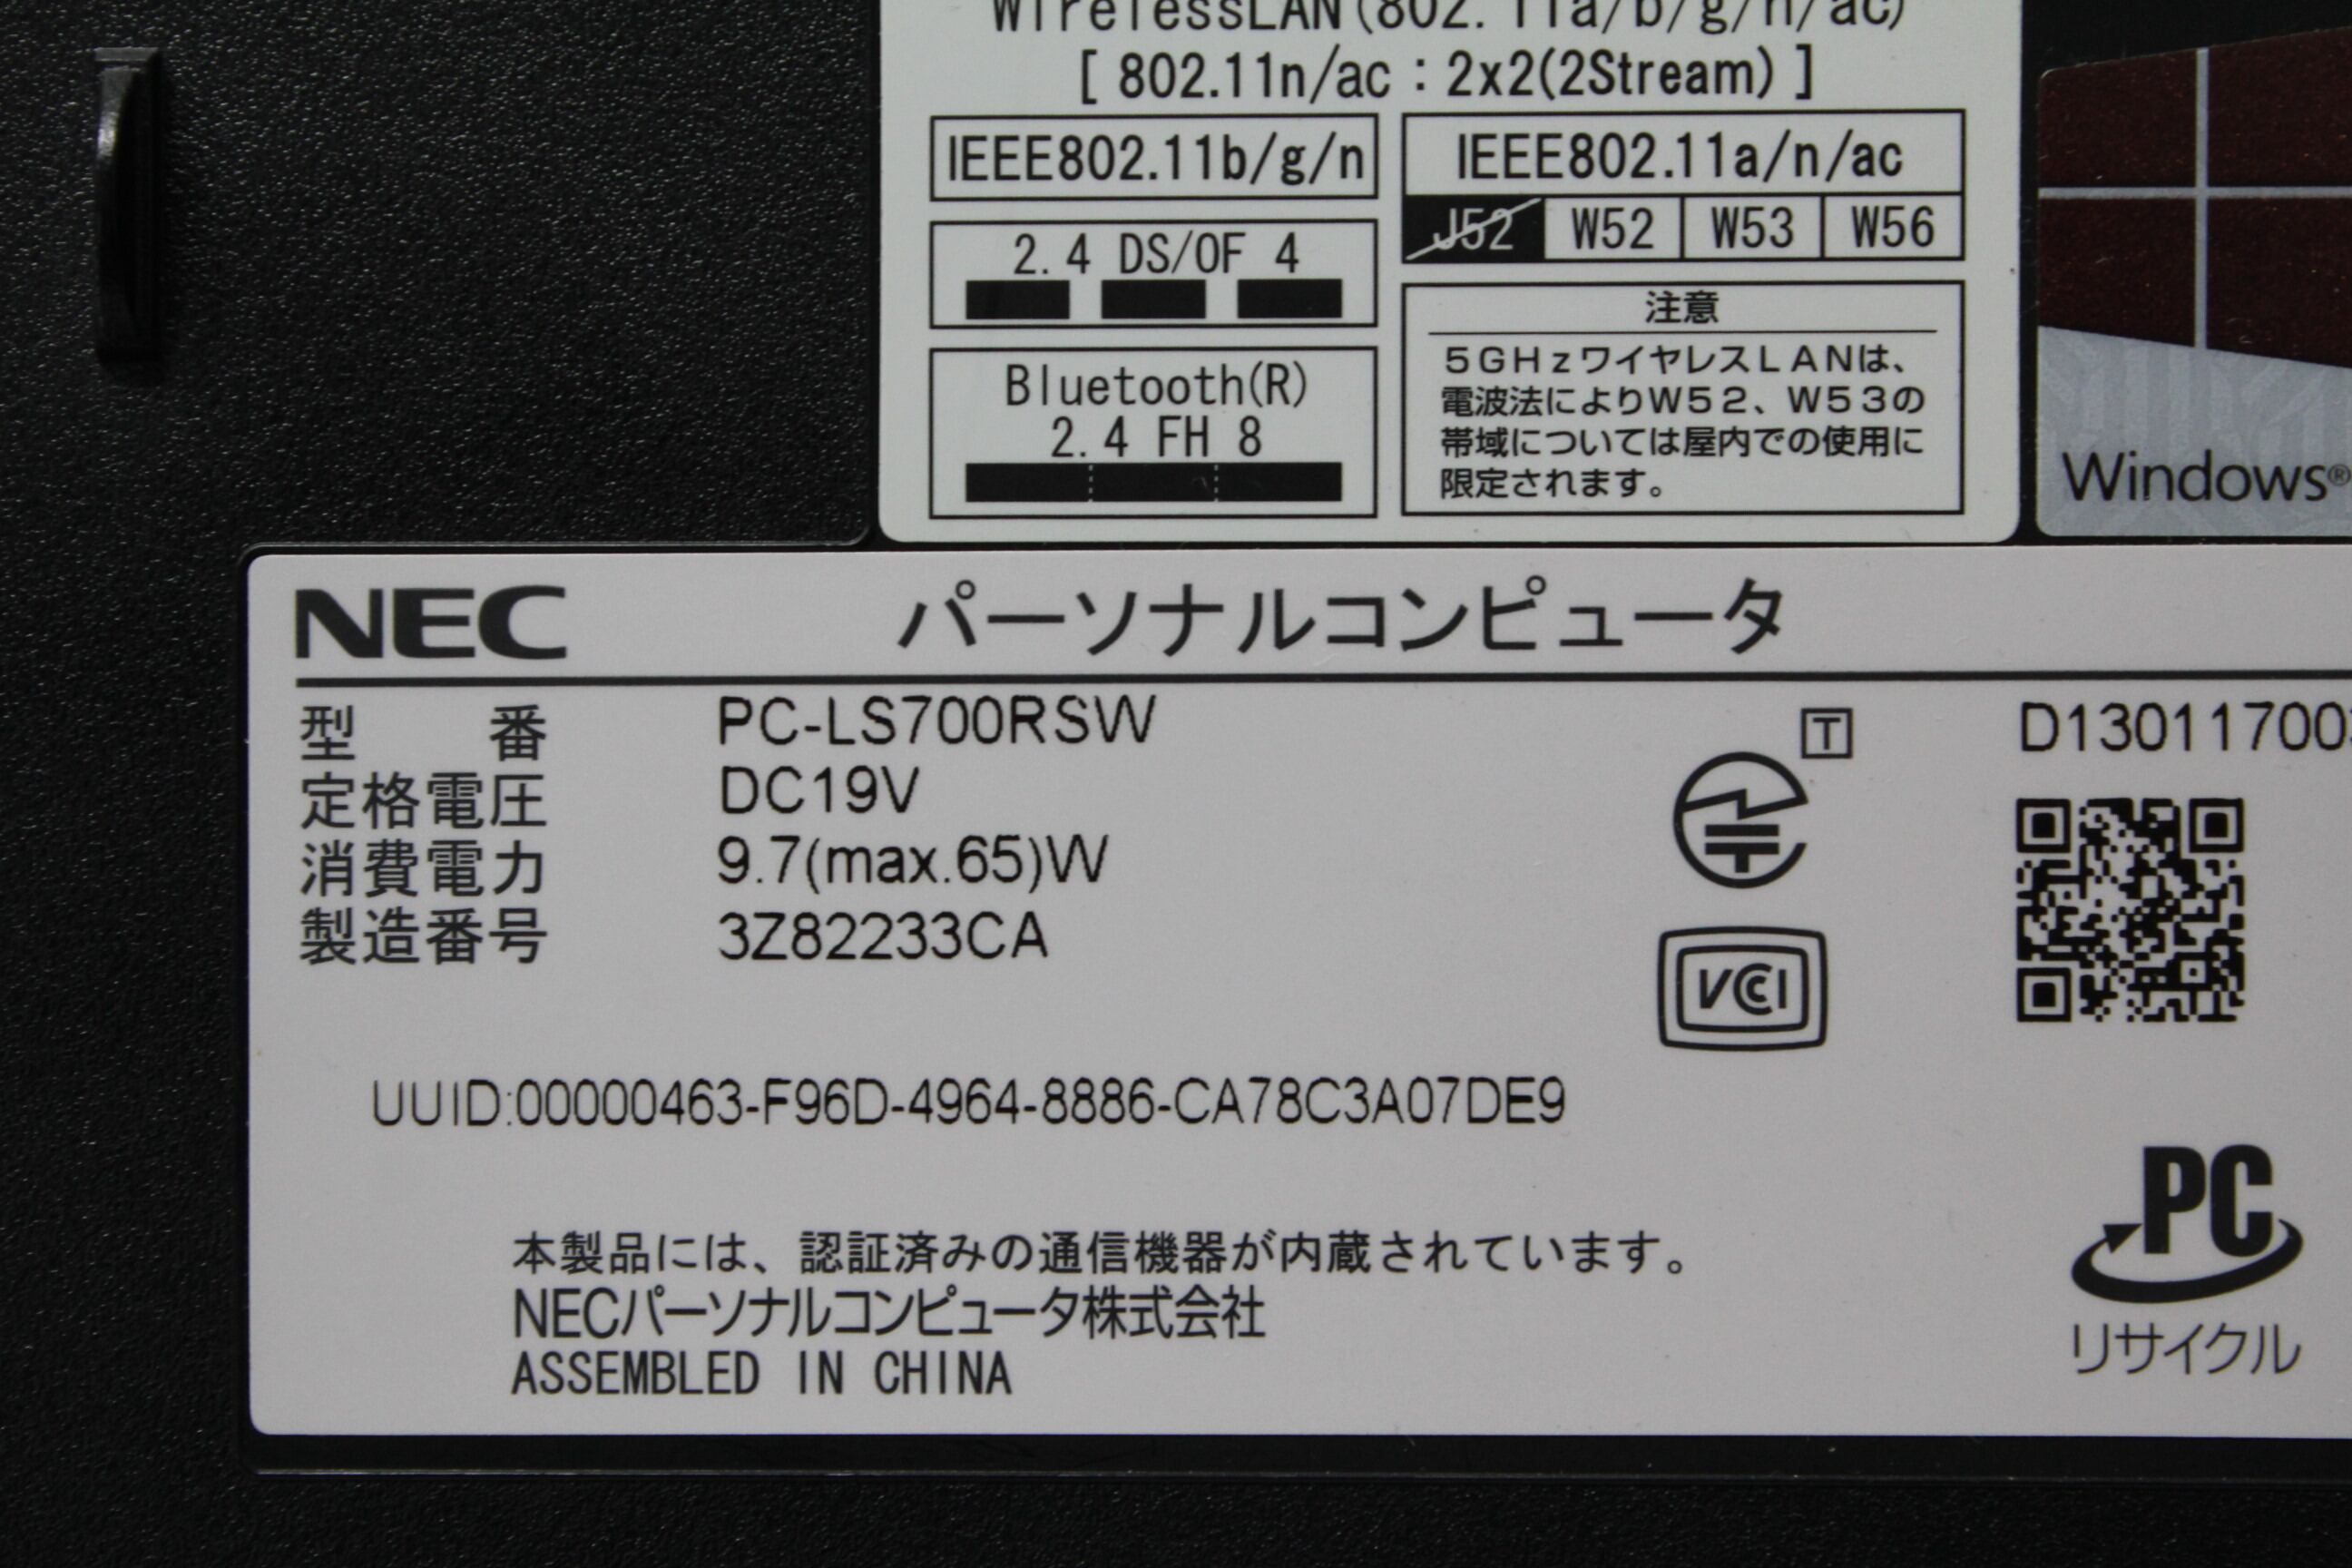 WirelessLAN(802.11a/b/g/n/ac)
[ 802.11n/ac : 2x2(2Stream) ]
IEEE802.11b/g/n
2.4 DS/OF 4
Bluetooth(R)
2.4 FH 8
IEEE802.11a/n/ac
J52 W52 W53 W56
注意
5GHzワイヤレスLANは、
電波法によりW52、W53の
帯域については屋内での使用に
限定されます。
Windows®
NEC パーソナルコンピュータ
型番 PC-LS700RSW
定格電圧 DC19V
消費電力 9.7(max.65)W
製造番号 3Z82233CA
T
VCCI
D13011700
UUID:00000463-F96D-4964-8886-CA78C3A07DE9
本製品には、認証済みの通信機器が内蔵されています。
NECパーソナルコンピュータ株式会社
ASSEMBLED IN CHINA
PC
リサイクル